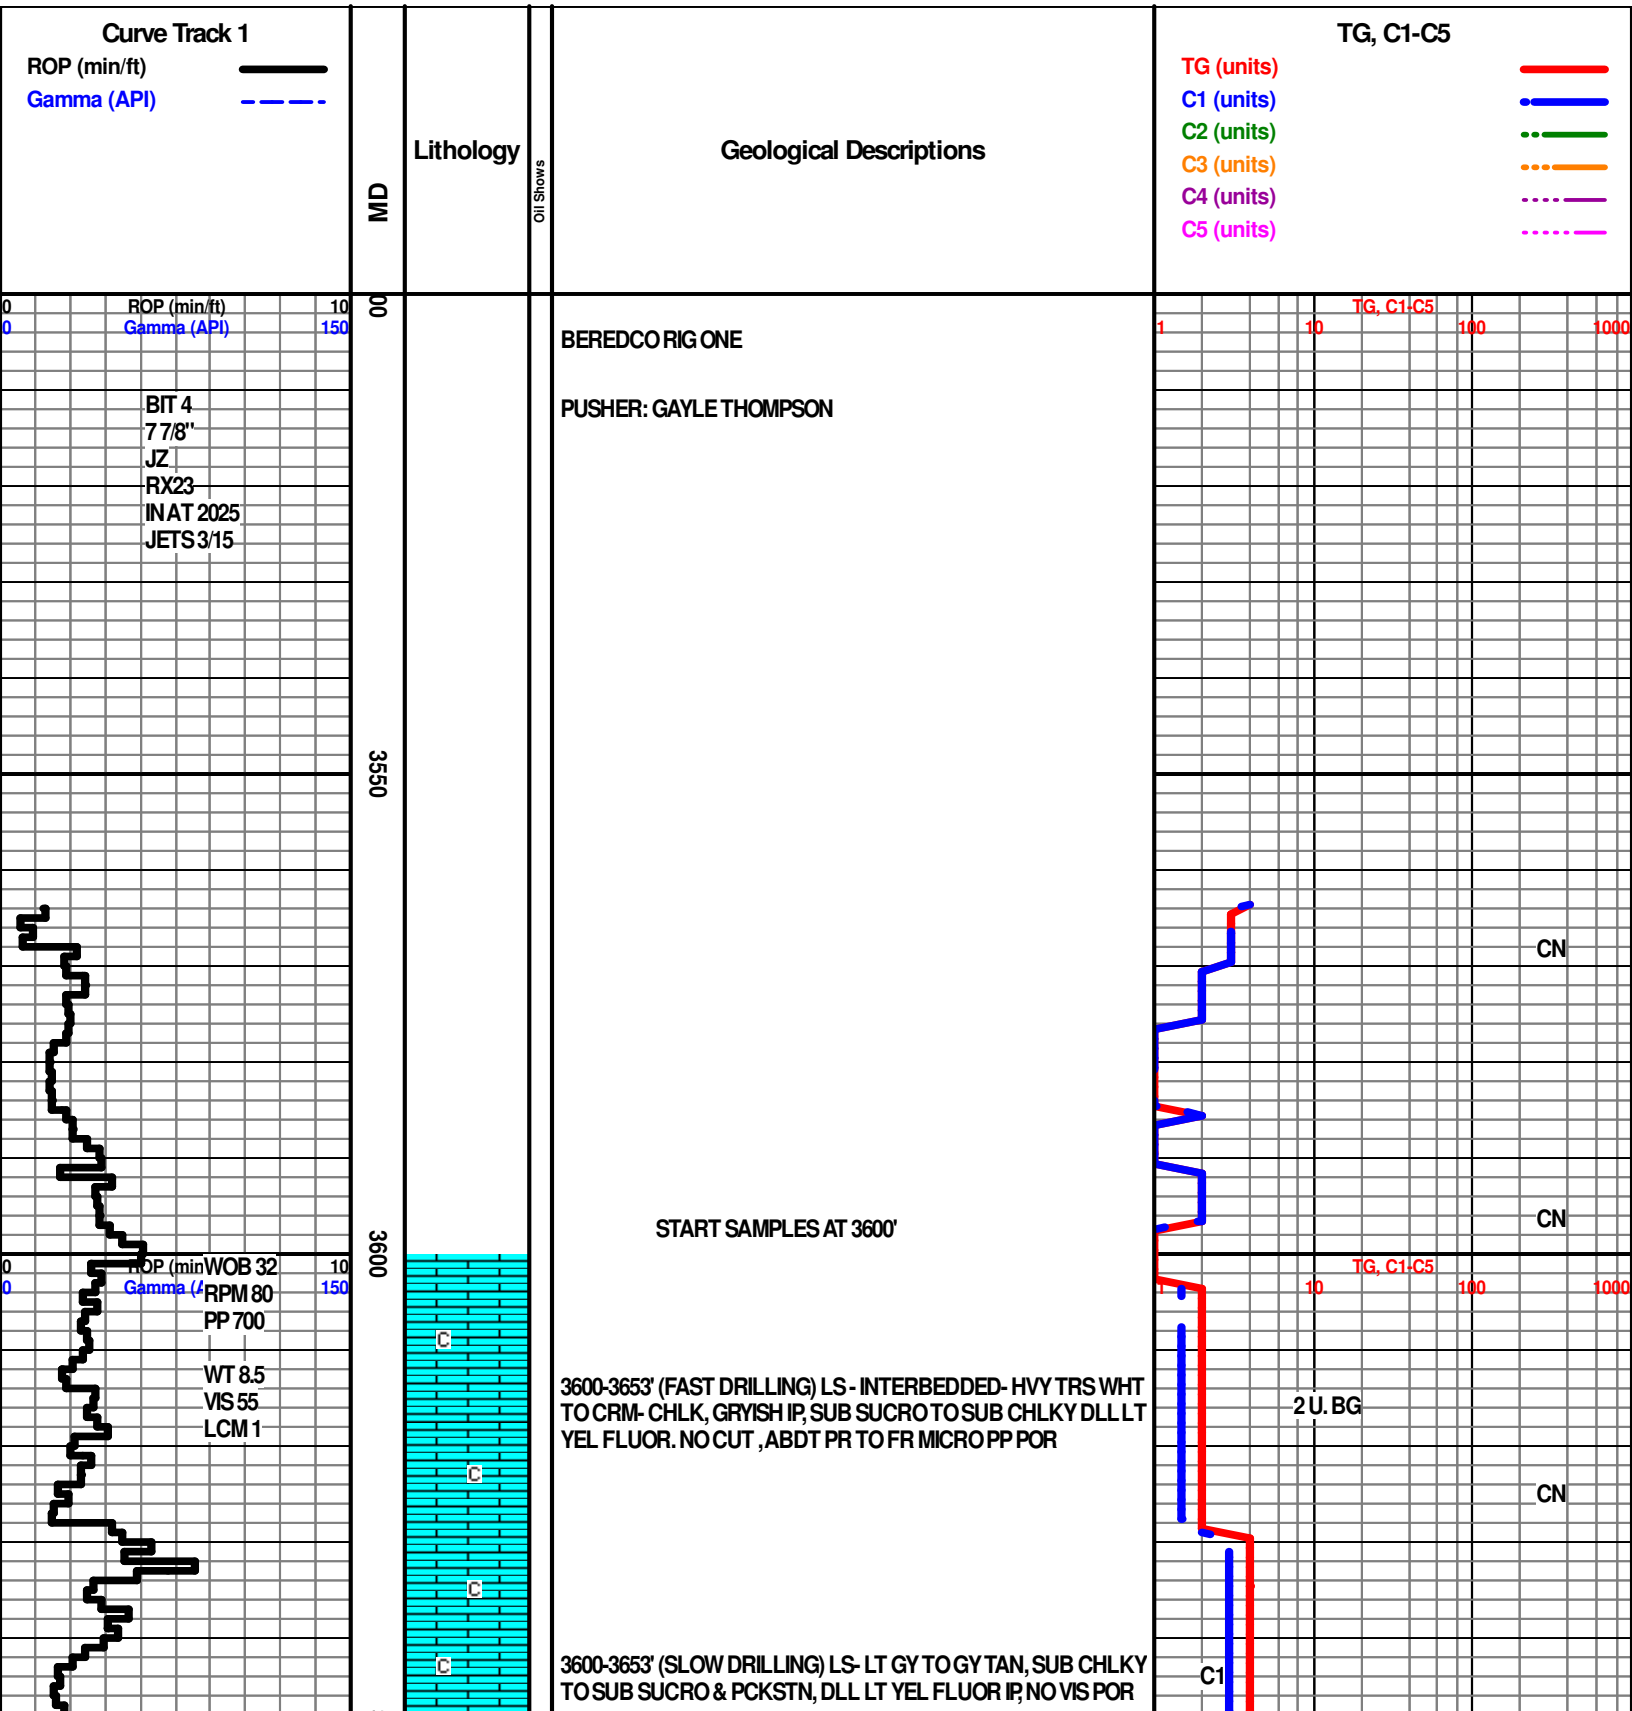 Curve Track 1
ROP (min/ft)
Gamma (API)
MD
Lithology
Oil Shows
Geological Descriptions
TG, C1-C5
TG (units)
C1 (units)
C2 (units)
C3 (units)
C4 (units)
C5 (units)
0 ROP (min/ft) 10
0 Gamma (API) 150
00
TG, C1-C5
1 10 100 1000
BEREDCO RIG ONE
PUSHER: GAYLE THOMPSON
BIT 4
7 7/8"
JZ
RX23
IN AT 2025
JETS 3/15
3550
CN
START SAMPLES AT 3600'
CN
3600
0 ROP (min 10
0 Gamma (A 150
WOB 32
RPM 80
PP 700
WT 8.5
VIS 55
LCM 1
TG, C1-C5
1 10 100 1000
C
3600-3653' (FAST DRILLING) LS - INTERBEDDED- HVY TRS WHT
TO CRM- CHLK, GRYISH IP, SUB SUCRO TO SUB CHLKY DLL LT
YEL FLUOR. NO CUT , ABDT PR TO FR MICRO PP POR
2 U. BG
C
CN
C
C
3600-3653' (SLOW DRILLING) LS- LT GY TO GY TAN, SUB CHLKY
TO SUB SUCRO & PCKSTN, DLL LT YEL FLUOR IP, NO VIS POR
C1